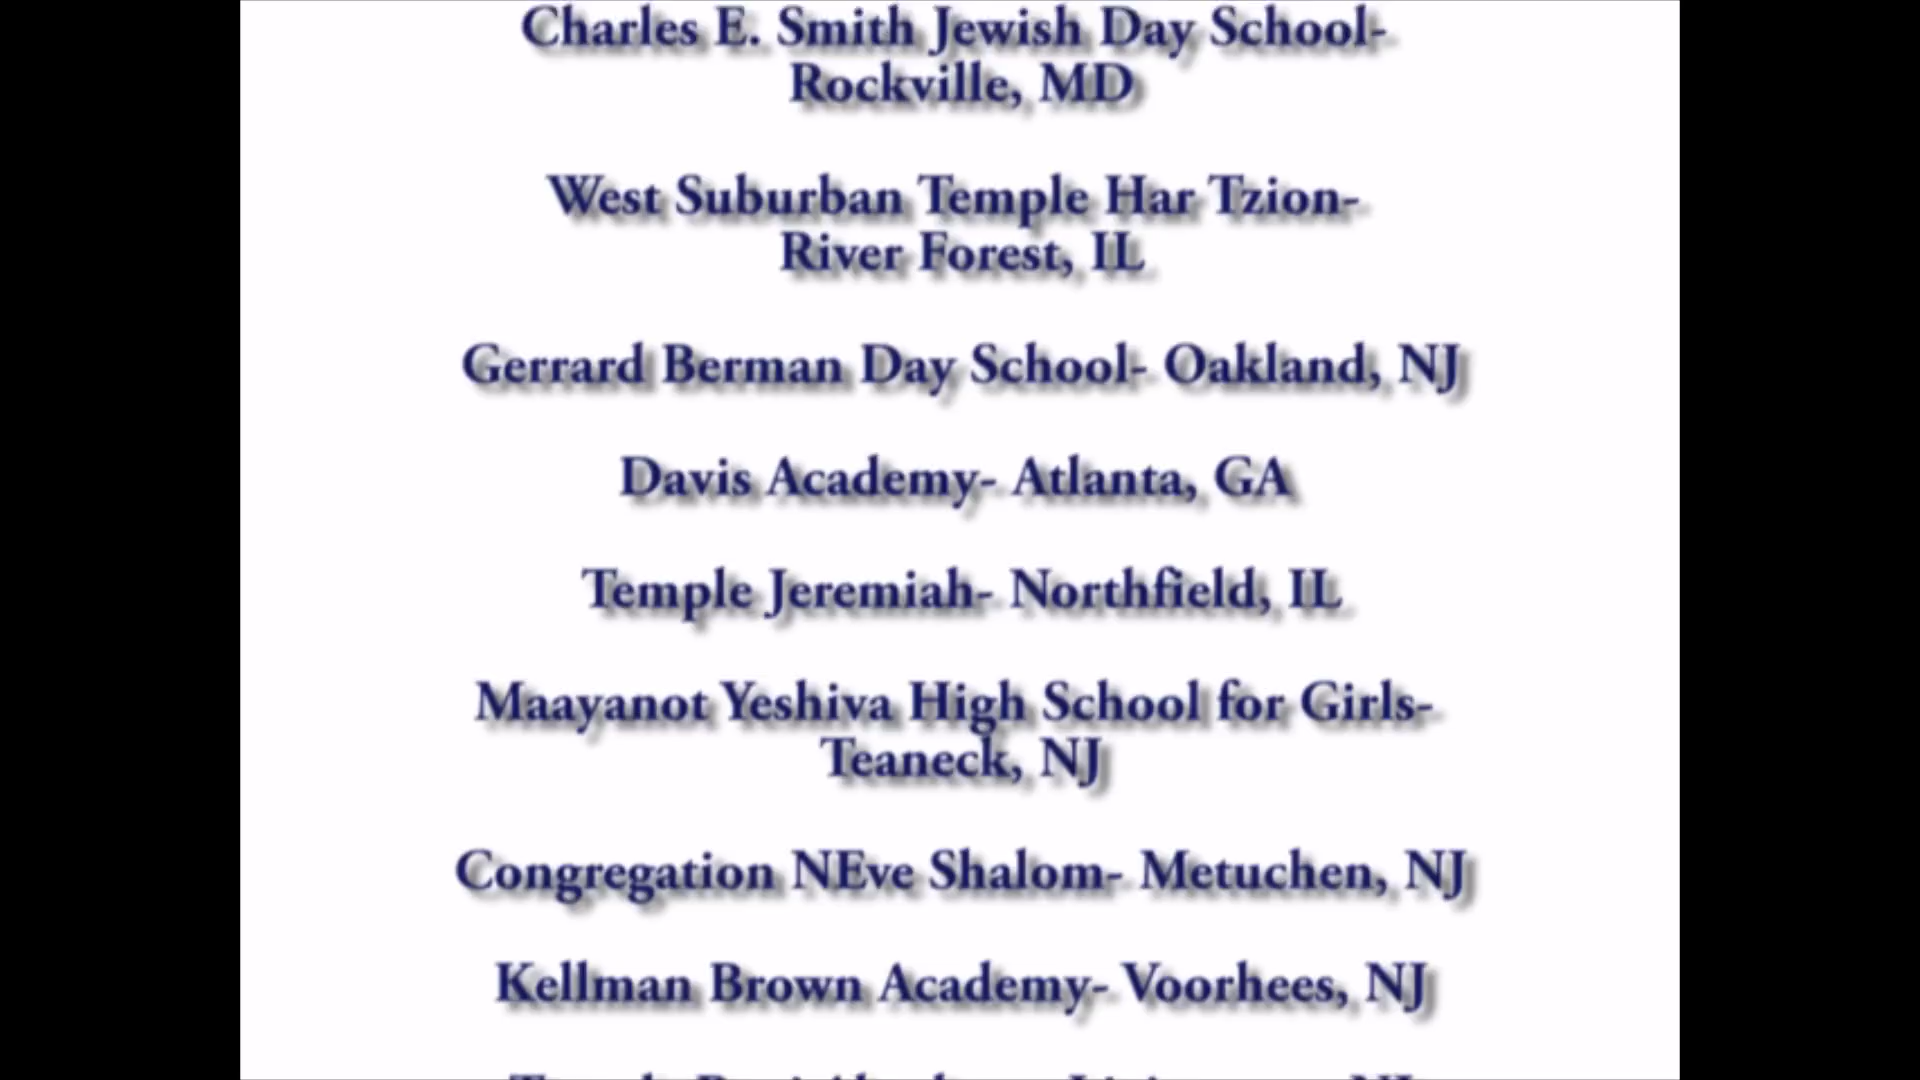 Charles E. Smith Jewish Day School-
Rockville, MD
West Suburban Temple Har Tzion-
River Forest, IL
Gerrard Berman Day School- Oakland, NJ
Davis Academy- Atlanta, GA
Temple Jeremiah- Northfield, IL
Maayanot Yeshiva High School for Girls-
Teaneck, NJ
Congregation NEve Shalom- Metuchen, NJ
Kellman Brown Academy- Voorhees, NJ